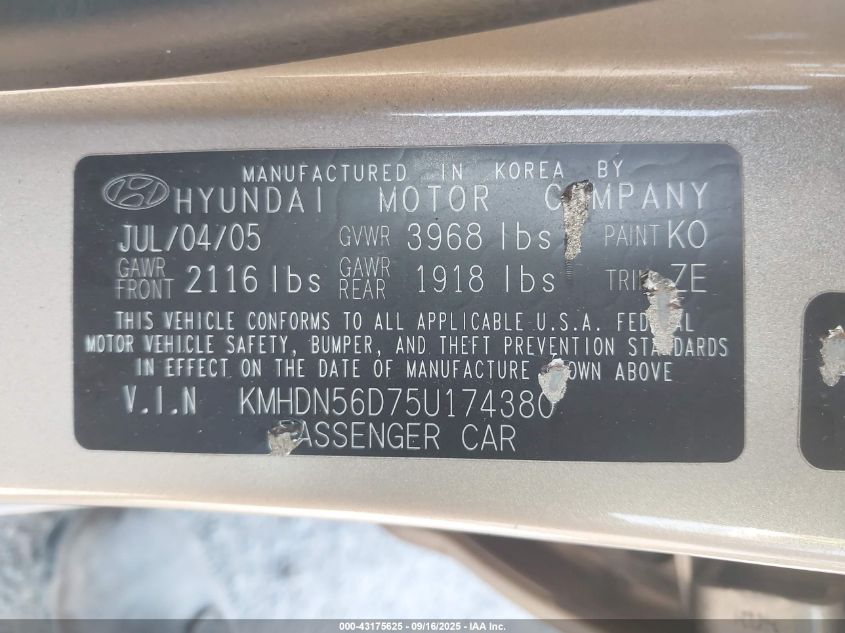 MANUFACTURED IN KOREA BY
HYUNDAI MOTOR COMPANY
JUL/04/05 GVWR 3968 lbs PAINT KO
GAWR FRONT 2116 lbs GAWR REAR 1918 lbs TRIM ZE
THIS VEHICLE CONFORMS TO ALL APPLICABLE U.S.A. FEDERAL
MOTOR VEHICLE SAFETY, BUMPER, AND THEFT PREVENTION STANDARDS
IN EFFECT ON THE DATE OF MANUFACTURE SHOWN ABOVE.
V.I.N KMHDN56D75U174380
PASSENGER CAR
000-43175625 - 09/16/2025 - IAA Inc.